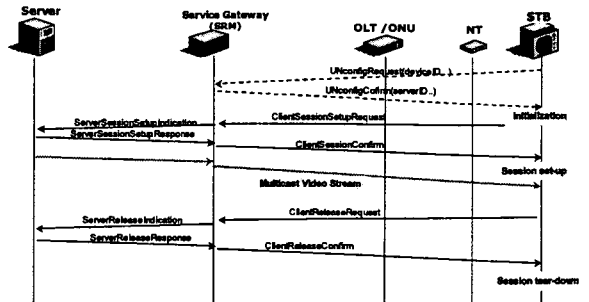 Server
Service Gateway
(SRM)
OLT /ONU
NT
STB
UNconfigRequest(deviceID...)
UNconfigCofirm(serverID..)
Initialization
ClientSessionSetupRequest
ServerSessionSetupIndication
ServerSessionSetupResponse
ClientSessionConfirm
Session set-up
Multicast Video Stream
ClientReleaseRequest
ServerReleaseIndication
ServerReleaseResponse
ClientReleaseConfirm
Session tear-down